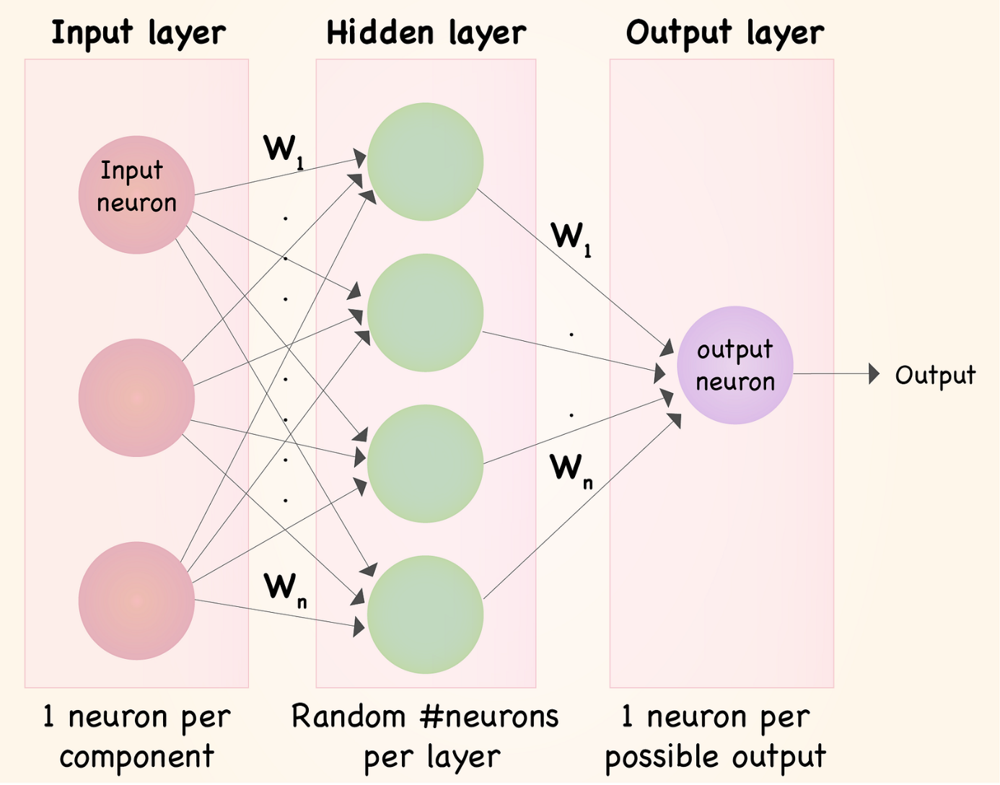 Input layer
Hidden layer
Output layer
Input
neuron
W1
W1
Wn
Wn
output
neuron
Output
1 neuron per
component
Random #neurons
per layer
1 neuron per
possible output